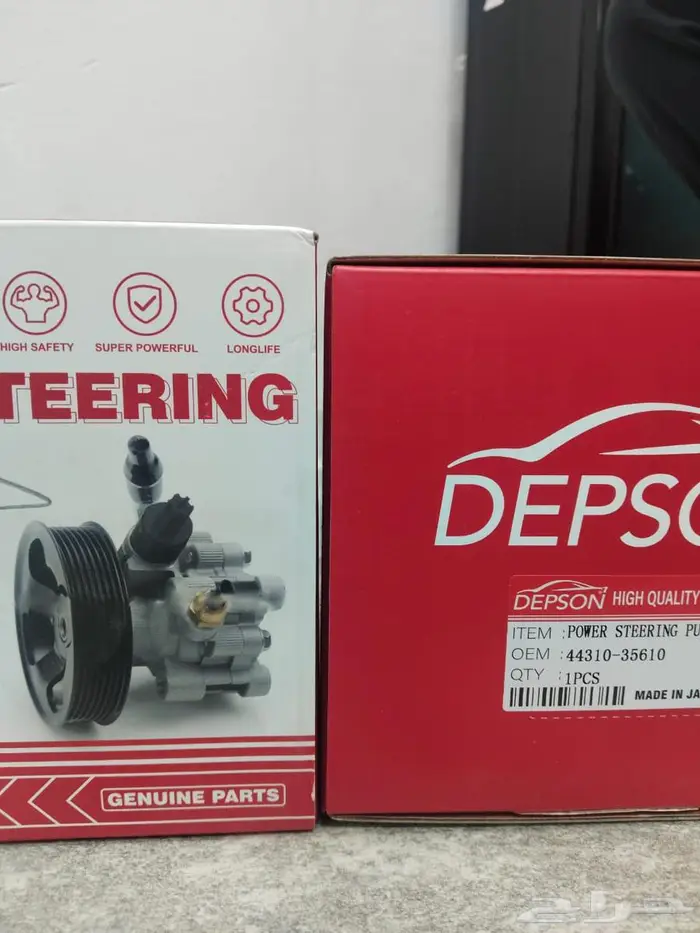 HIGH SAFETY
SUPER POWERFUL
LONGLIFE
TEERING
GENUINE PARTS
DEPSO
DEPSON HIGH QUALITY
ITEM :POWER STEERING PU
OEM :44310-35610
QTY :1PCS
MADE IN JA
حراج